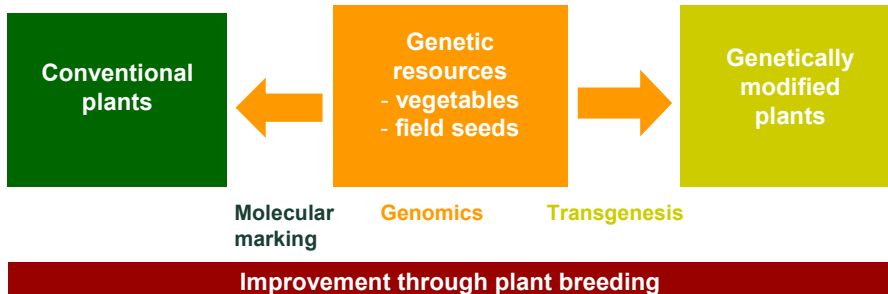 Conventional
plants
Genetic
resources
- vegetables
- field seeds
Genetically
modified
plants
Molecular
marking
Genomics
Transgenesis
Improvement through plant breeding